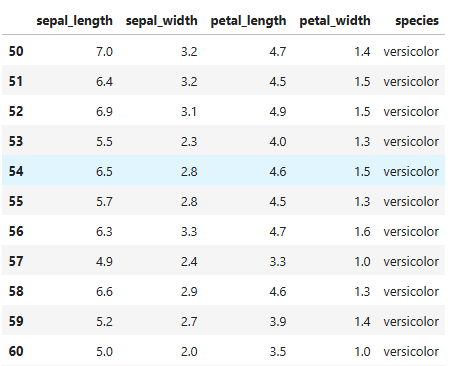 sepal_length sepal_width petal_length petal_width species
50 7.0 3.2 4.7 1.4 versicolor
51 6.4 3.2 4.5 1.5 versicolor
52 6.9 3.1 4.9 1.5 versicolor
53 5.5 2.3 4.0 1.3 versicolor
54 6.5 2.8 4.6 1.5 versicolor
55 5.7 2.8 4.5 1.3 versicolor
56 6.3 3.3 4.7 1.6 versicolor
57 4.9 2.4 3.3 1.0 versicolor
58 6.6 2.9 4.6 1.3 versicolor
59 5.2 2.7 3.9 1.4 versicolor
60 5.0 2.0 3.5 1.0 versicolor